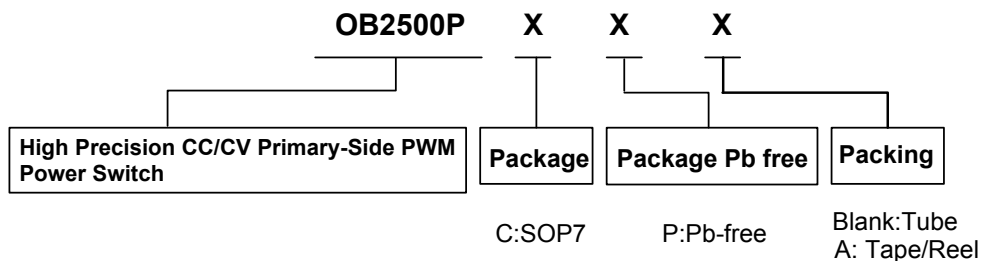 OB2500P X X X
High Precision CC/CV Primary-Side PWM
Power Switch
Package
Package Pb free
Packing
C:SOP7
P:Pb-free
Blank:Tube
A: Tape/Reel